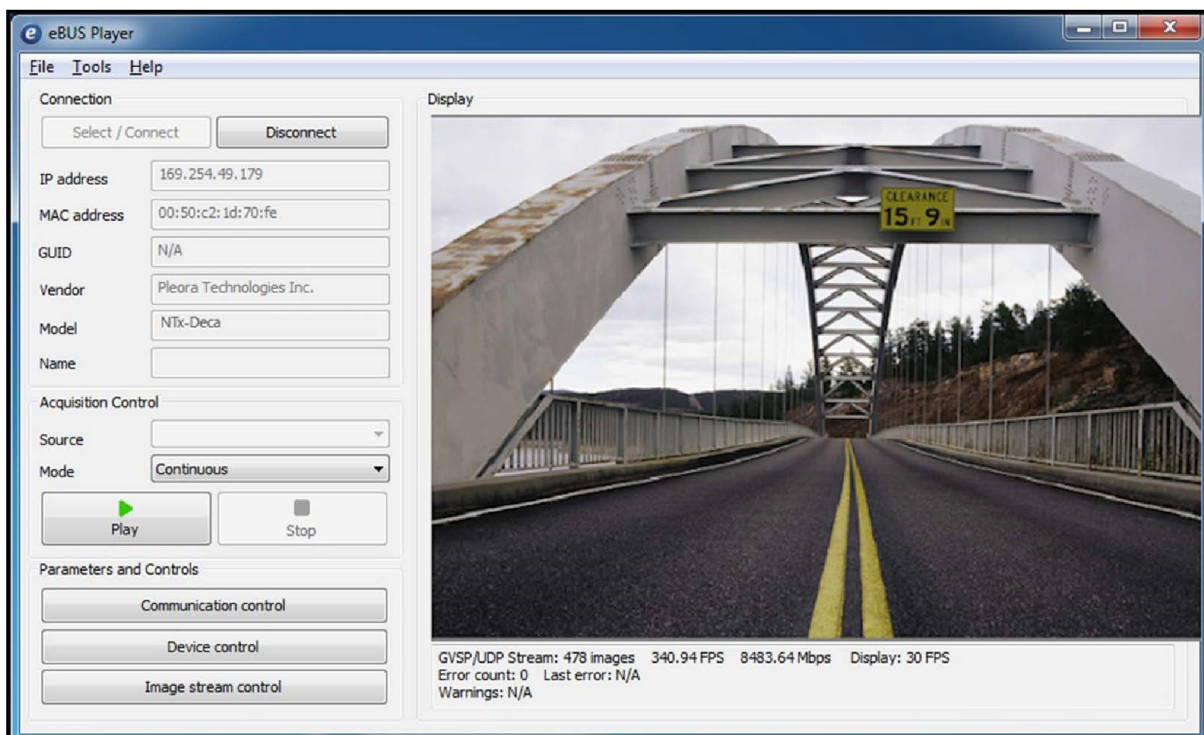 eBUS Player
File Tools Help
Connection
Select / Connect Disconnect
IP address 169.254.49.179
MAC address 00:50:c2:1d:70:fe
GUID N/A
Vendor Pleora Technologies Inc.
Model NTx-Deca
Name
Acquisition Control
Source
Mode Continuous
Play Stop
Parameters and Controls
Communication control
Device control
Image stream control
Display
CLEARANCE
15 FT 9 IN
GVSP/UDP Stream: 478 images 340.94 FPS 8483.64 Mbps Display: 30 FPS
Error count: 0 Last error: N/A
Warnings: N/A